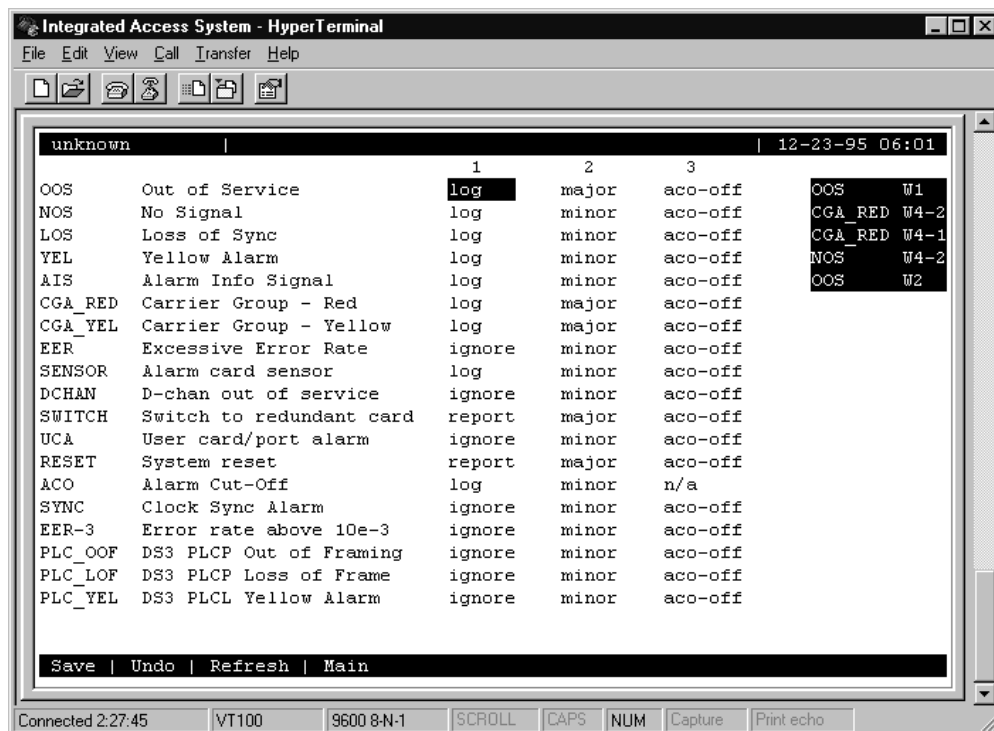 Integrated Access System - HyperTerminal
File Edit View Call Transfer Help
unknown | | 12-23-95 06:01
1 2 3
OOS Out of Service log major aco-off OOS W1
NOS No Signal log minor aco-off CGA_RED W4-2
LOS Loss of Sync log minor aco-off CGA_RED W4-1
YEL Yellow Alarm log minor aco-off NOS W4-2
AIS Alarm Info Signal log minor aco-off OOS W2
CGA_RED Carrier Group - Red log major aco-off
CGA_YEL Carrier Group - Yellow log major aco-off
EER Excessive Error Rate ignore minor aco-off
SENSOR Alarm card sensor log minor aco-off
DCHAN D-chan out of service ignore minor aco-off
SWITCH Switch to redundant card report major aco-off
UCA User card/port alarm ignore minor aco-off
RESET System reset report major aco-off
ACO Alarm Cut-Off log minor n/a
SYNC Clock Sync Alarm ignore minor aco-off
EER-3 Error rate above 10e-3 ignore minor aco-off
PLC_OOF DS3 PLCP Out of Framing ignore minor aco-off
PLC_LOF DS3 PLCP Loss of Frame ignore minor aco-off
PLC_YEL DS3 PLCL Yellow Alarm ignore minor aco-off
Save | Undo | Refresh | Main
Connected 2:27:45 VT100 9600 8-N-1 SCROLL CAPS NUM Capture Print echo